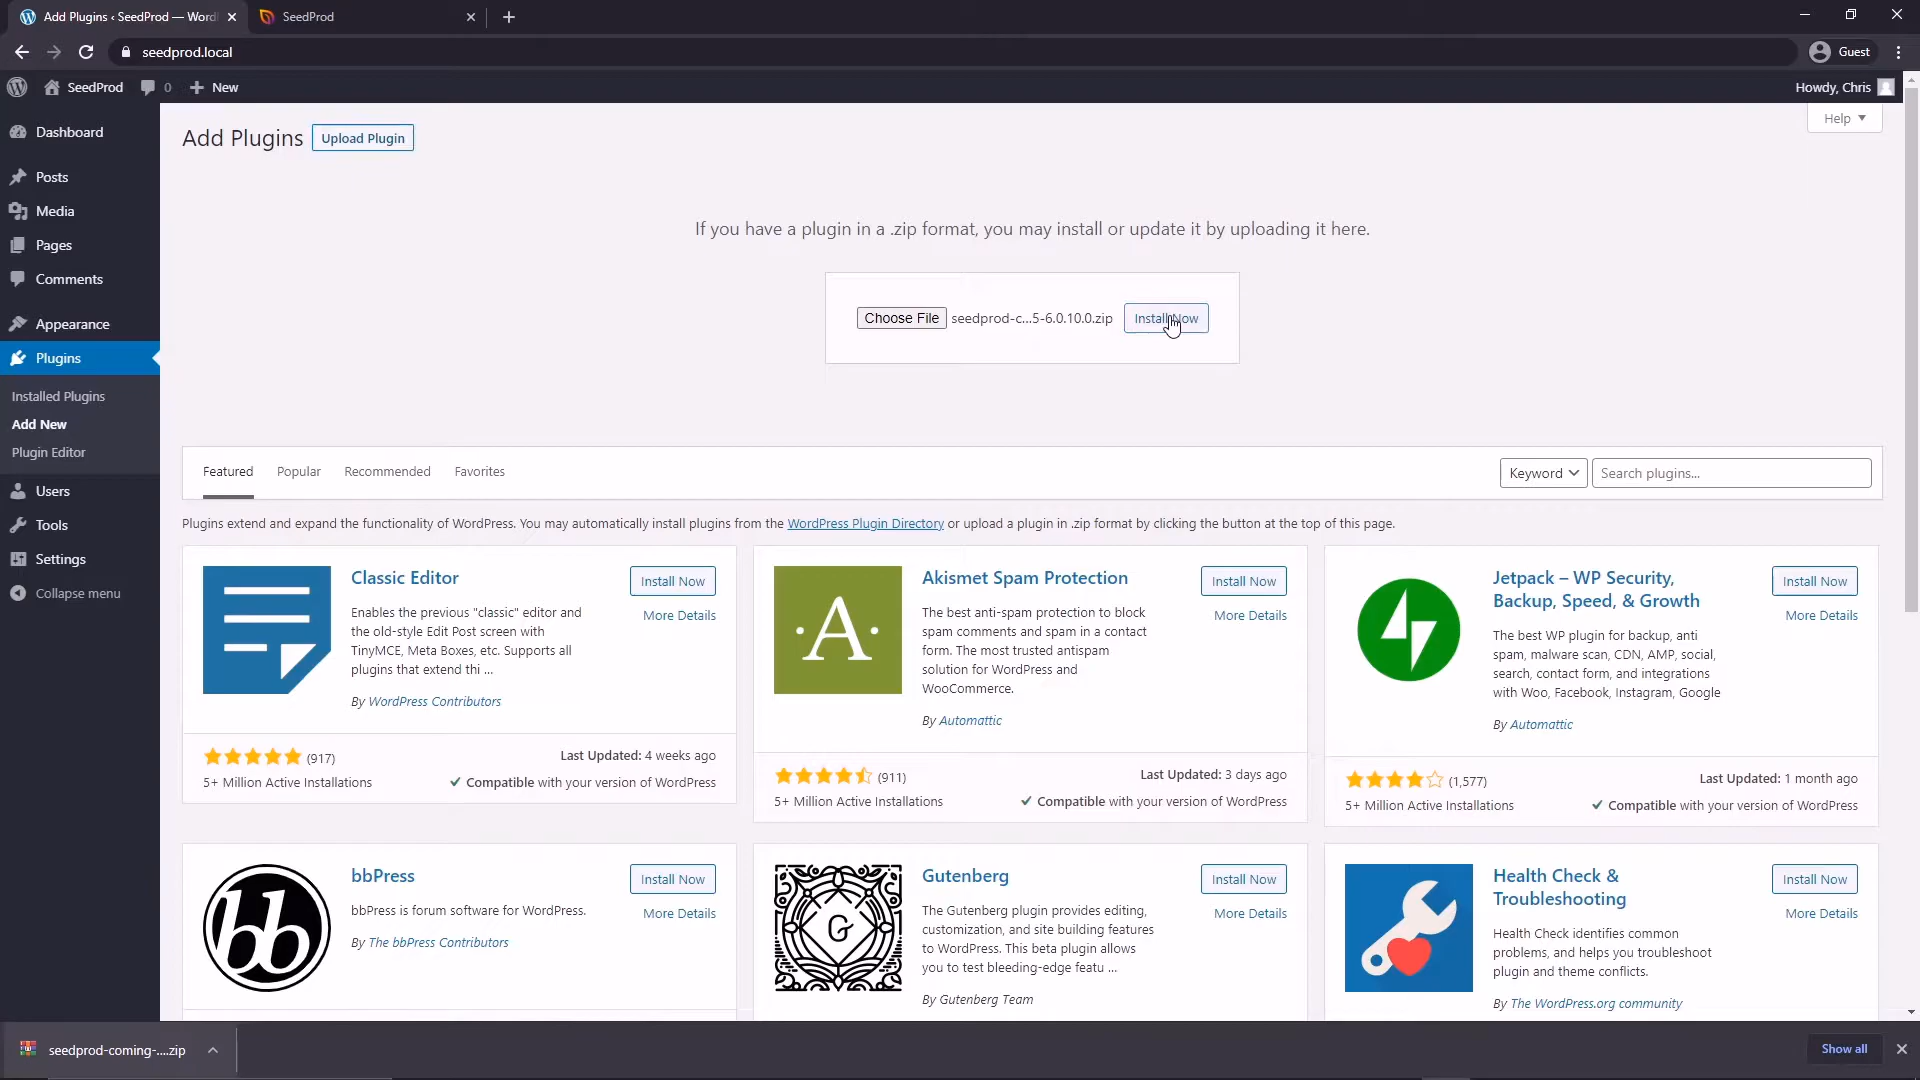 Add Plugins ‹ SeedProd — Word
SeedProd
seedprod.local
Guest
SeedProd
0
New
Howdy, Chris
Dashboard
Posts
Media
Pages
Comments
Appearance
Plugins
Installed Plugins
Add New
Plugin Editor
Users
Tools
Settings
Collapse menu
Help
Add Plugins
Upload Plugin
If you have a plugin in a .zip format, you may install or update it by uploading it here.
Choose File seedprod-c...5-6.0.10.0.zip Install Now
Featured Popular Recommended Favorites
Keyword
Search plugins...
Plugins extend and expand the functionality of WordPress. You may automatically install plugins from the WordPress Plugin Directory or upload a plugin in .zip format by clicking the button at the top of this page.
Classic Editor
Install Now
More Details
Enables the previous "classic" editor and
the old-style Edit Post screen with
TinyMCE, Meta Boxes, etc. Supports all
plugins that extend thi ...
By WordPress Contributors
(917)
Last Updated: 4 weeks ago
5+ Million Active Installations
Compatible with your version of WordPress
·A·
Akismet Spam Protection
Install Now
More Details
The best anti-spam protection to block
spam comments and spam in a contact
form. The most trusted antispam
solution for WordPress and
WooCommerce.
By Automattic
(911)
Last Updated: 3 days ago
5+ Million Active Installations
Compatible with your version of WordPress
Jetpack – WP Security,
Backup, Speed, & Growth
Install Now
More Details
The best WP plugin for backup, anti
spam, malware scan, CDN, AMP, social,
search, contact form, and integrations
with Woo, Facebook, Instagram, Google
By Automattic
(1,577)
Last Updated: 1 month ago
5+ Million Active Installations
Compatible with your version of WordPress
bb
bbPress
Install Now
More Details
bbPress is forum software for WordPress.
By The bbPress Contributors
G
Gutenberg
Install Now
More Details
The Gutenberg plugin provides editing,
customization, and site building features
to WordPress. This beta plugin allows
you to test bleeding-edge featu ...
By Gutenberg Team
Health Check &
Troubleshooting
Install Now
More Details
Health Check identifies common
problems, and helps you troubleshoot
plugin and theme conflicts.
By The WordPress.org community
seedprod-coming-....zip
Show all